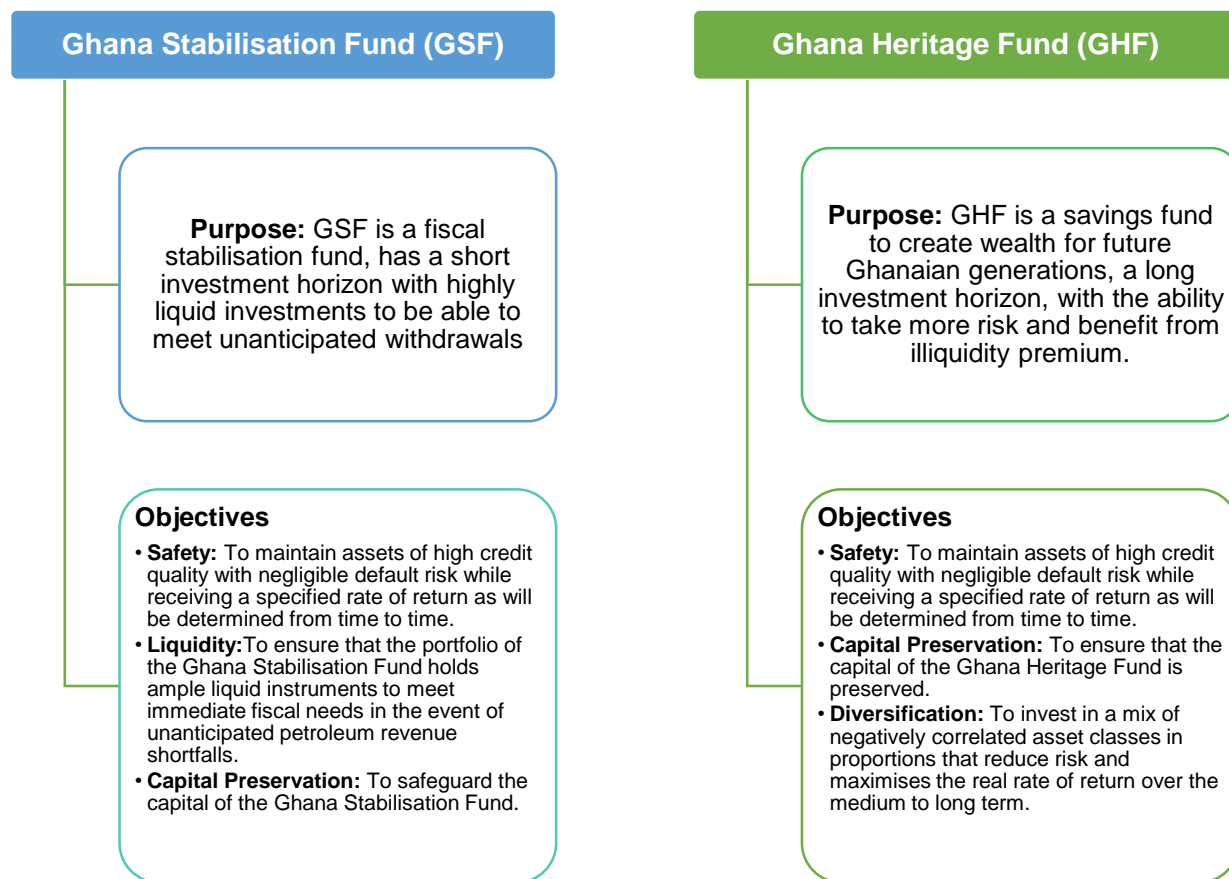 Ghana Stabilisation Fund (GSF)
Purpose: GSF is a fiscal
stabilisation fund, has a short
investment horizon with highly
liquid investments to be able to
meet unanticipated withdrawals
Objectives
• Safety: To maintain assets of high credit
quality with negligible default risk while
receiving a specified rate of return as will
be determined from time to time.
• Liquidity:To ensure that the portfolio of
the Ghana Stabilisation Fund holds
ample liquid instruments to meet
immediate fiscal needs in the event of
unanticipated petroleum revenue
shortfalls.
• Capital Preservation: To safeguard the
capital of the Ghana Stabilisation Fund.
Ghana Heritage Fund (GHF)
Purpose: GHF is a savings fund
to create wealth for future
Ghanaian generations, a long
investment horizon, with the ability
to take more risk and benefit from
illiquidity premium.
Objectives
• Safety: To maintain assets of high credit
quality with negligible default risk while
receiving a specified rate of return as will
be determined from time to time.
• Capital Preservation: To ensure that the
capital of the Ghana Heritage Fund is
preserved.
• Diversification: To invest in a mix of
negatively correlated asset classes in
proportions that reduce risk and
maximises the real rate of return over the
medium to long term.